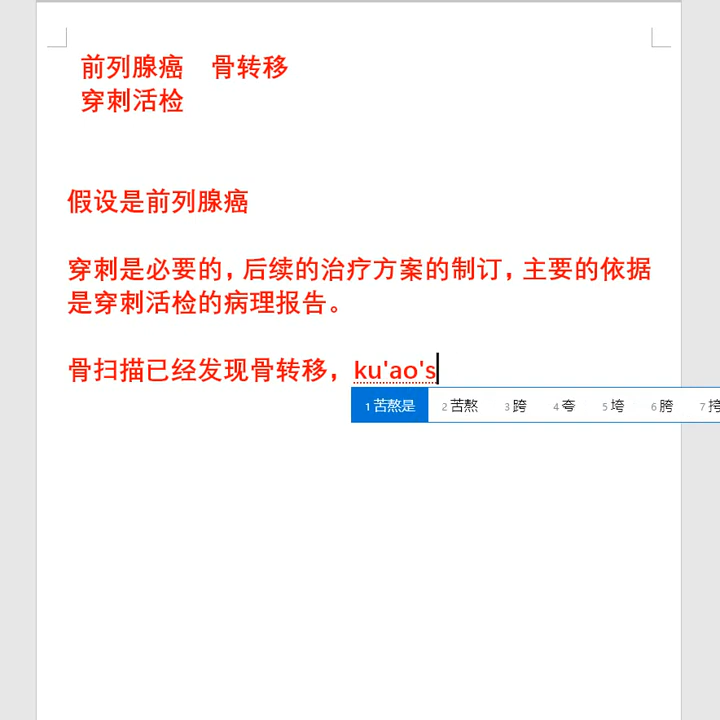 前列腺癌 骨转移
穿刺活检
假设是前列腺癌
穿刺是必要的，后续的治疗方案的制订，主要的依据
是穿刺活检的病理报告。
骨扫描已经发现骨转移，ku'ao's
1 苦熬是 2 苦熬 3 跨 4 夸 5 垮 6 胯 7 挎